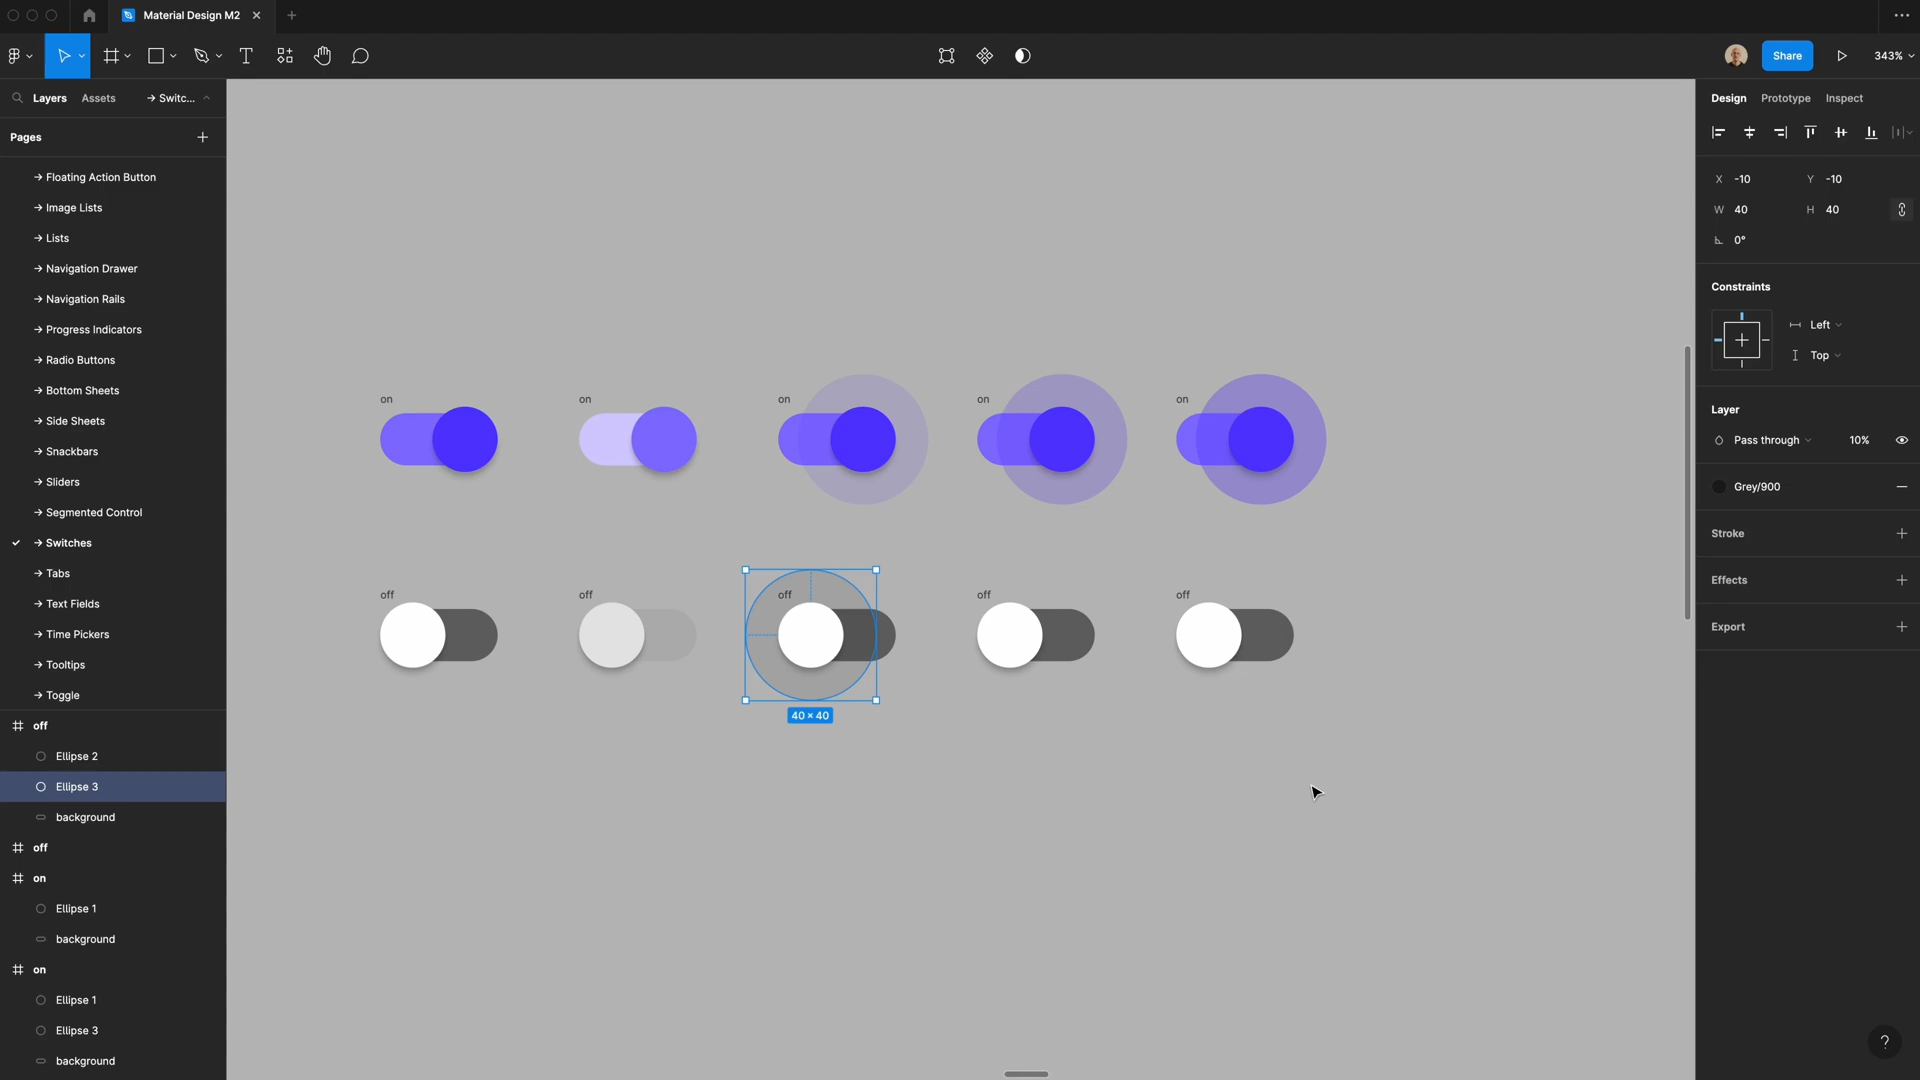 Material Design M2
Share
343%
Layers
Assets
→ Switc...
Pages
→ Floating Action Button
→ Image Lists
→ Lists
→ Navigation Drawer
→ Navigation Rails
→ Progress Indicators
→ Radio Buttons
→ Bottom Sheets
→ Side Sheets
→ Snackbars
→ Sliders
→ Segmented Control
→ Switches
→ Tabs
→ Text Fields
→ Time Pickers
→ Tooltips
→ Toggle
off
Ellipse 2
Ellipse 3
background
off
on
Ellipse 1
background
on
Ellipse 1
Ellipse 3
background
on on on on on
off off off off off
40 × 40
Design Prototype Inspect
X -10 Y -10
W 40 H 40
0°
Constraints
Left
Top
Layer
Pass through 10%
Grey/900
Stroke
Effects
Export
?